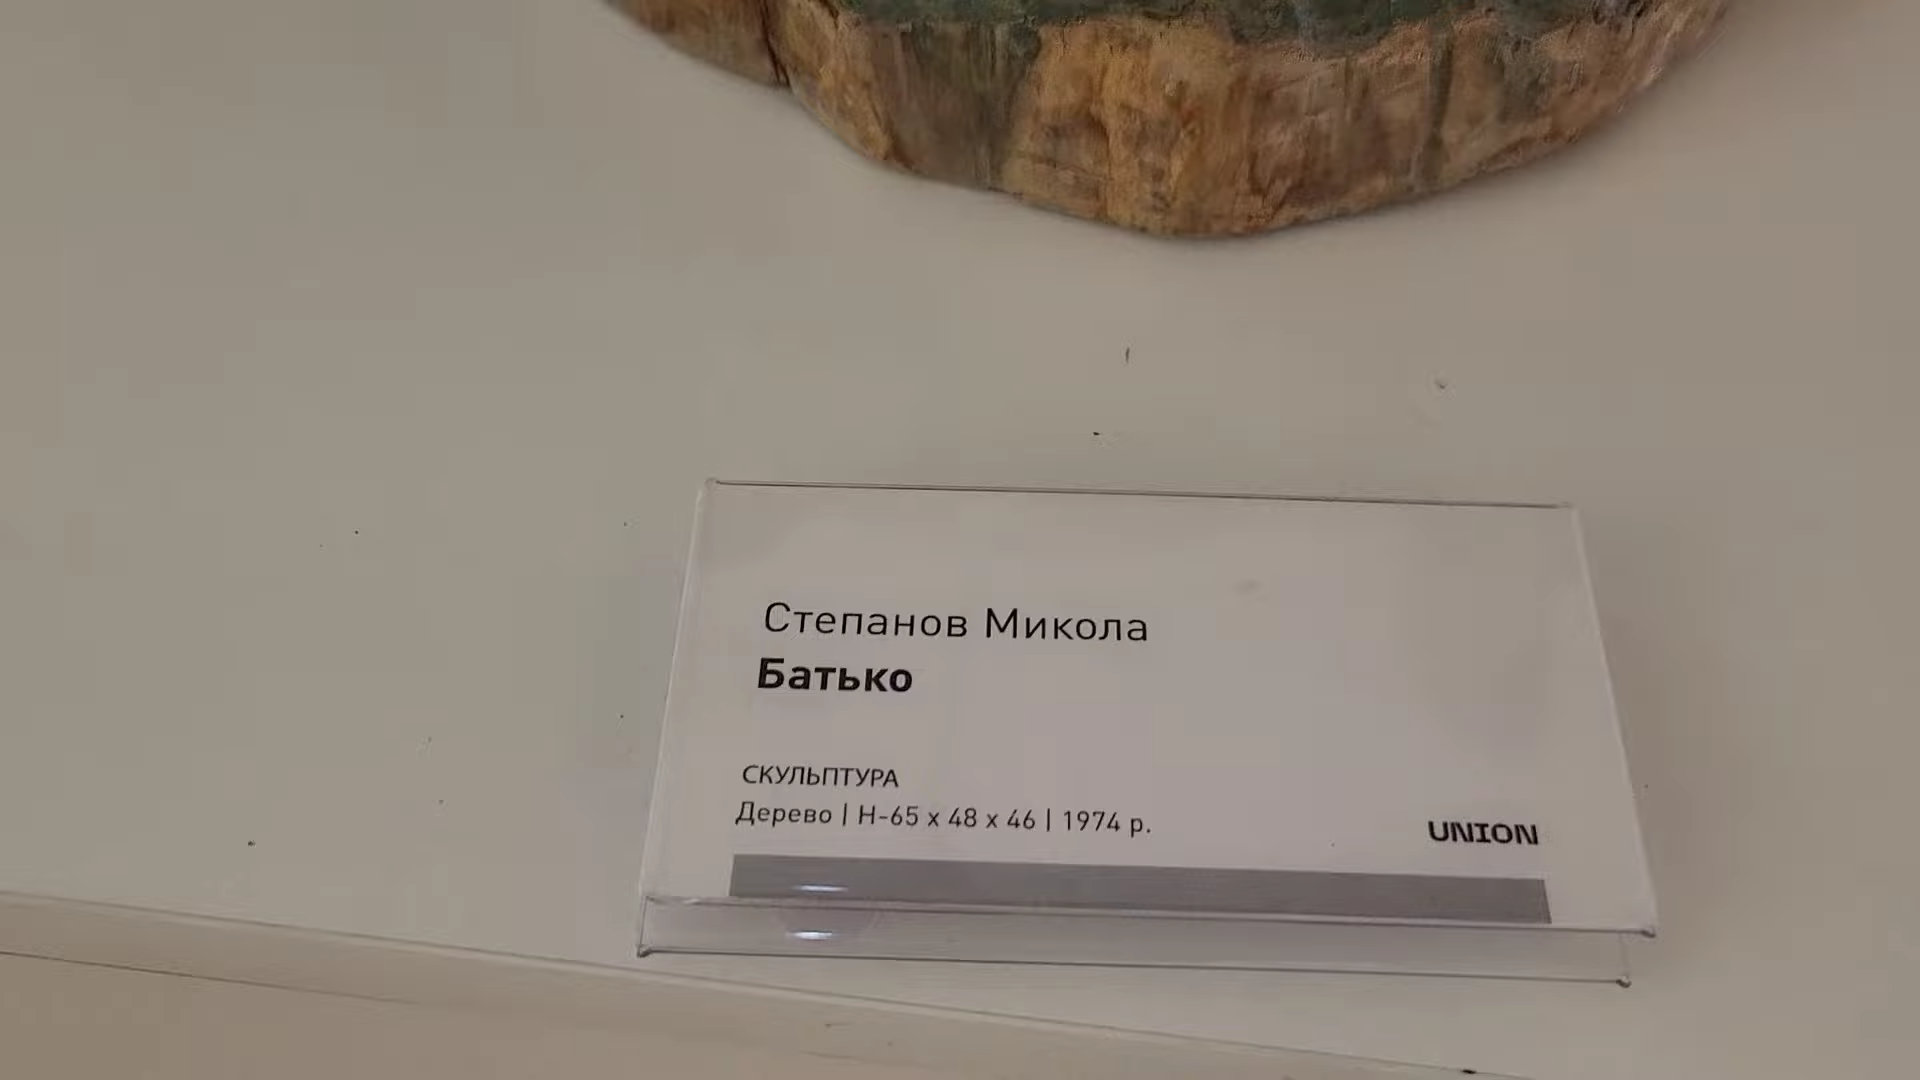 Степанов Микола
Батько
СКУЛЬПТУРА
Дерево | Н-65 х 48 х 46 | 1974 р.
UNION